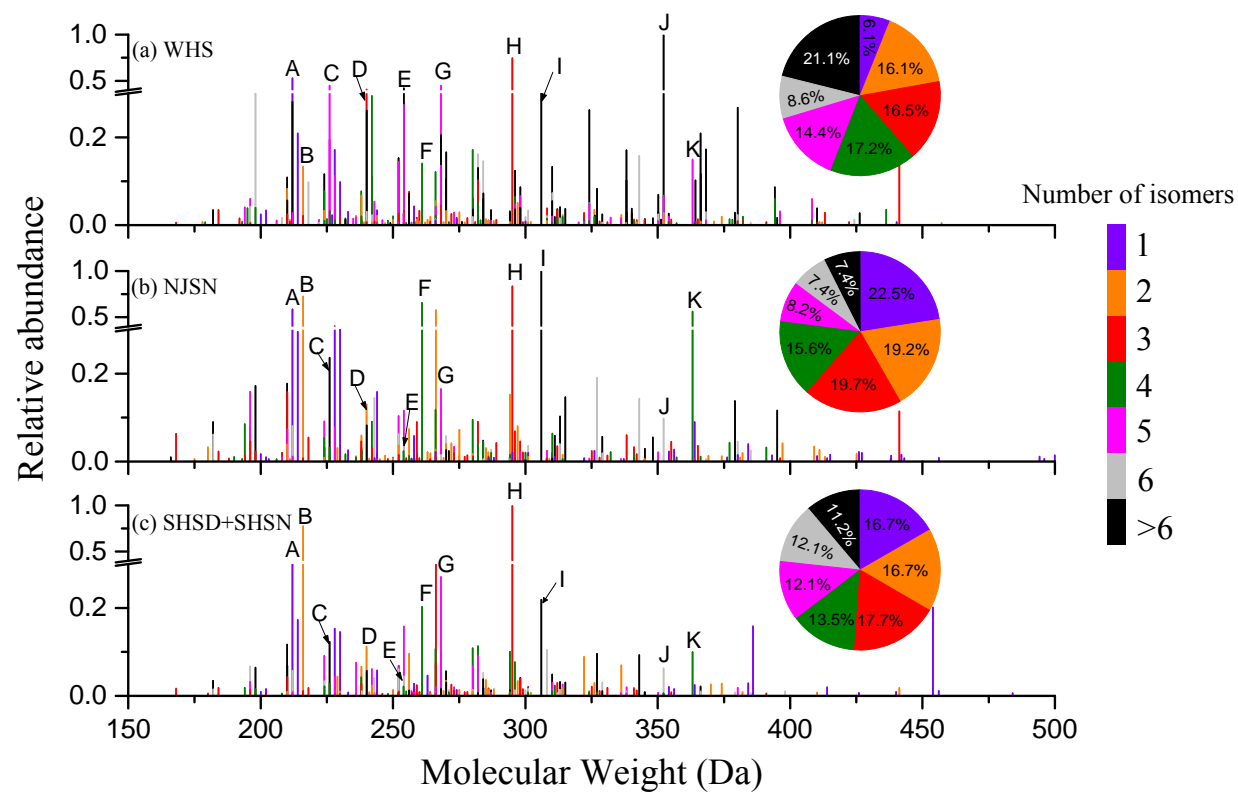 Relative abundance
1.0
0.5
0.2
0.0
(a) WHS
A
B
C
D
E
F
G
H
I
J
K
6.1%
16.1%
16.5%
17.2%
14.4%
8.6%
21.1%
1.0
0.5
0.2
0.0
(b) NJSN
A
B
C
D
E
F
G
H
I
J
K
22.5%
19.2%
19.7%
15.6%
8.2%
7.4%
7.4%
1.0
0.5
0.2
0.0
(c) SHSD+SHSN
A
B
C
D
E
F
G
H
I
J
K
16.7%
16.7%
17.7%
13.5%
12.1%
12.1%
11.2%
150 200 250 300 350 400 450 500
Molecular Weight (Da)
Number of isomers
1
2
3
4
5
6
>6